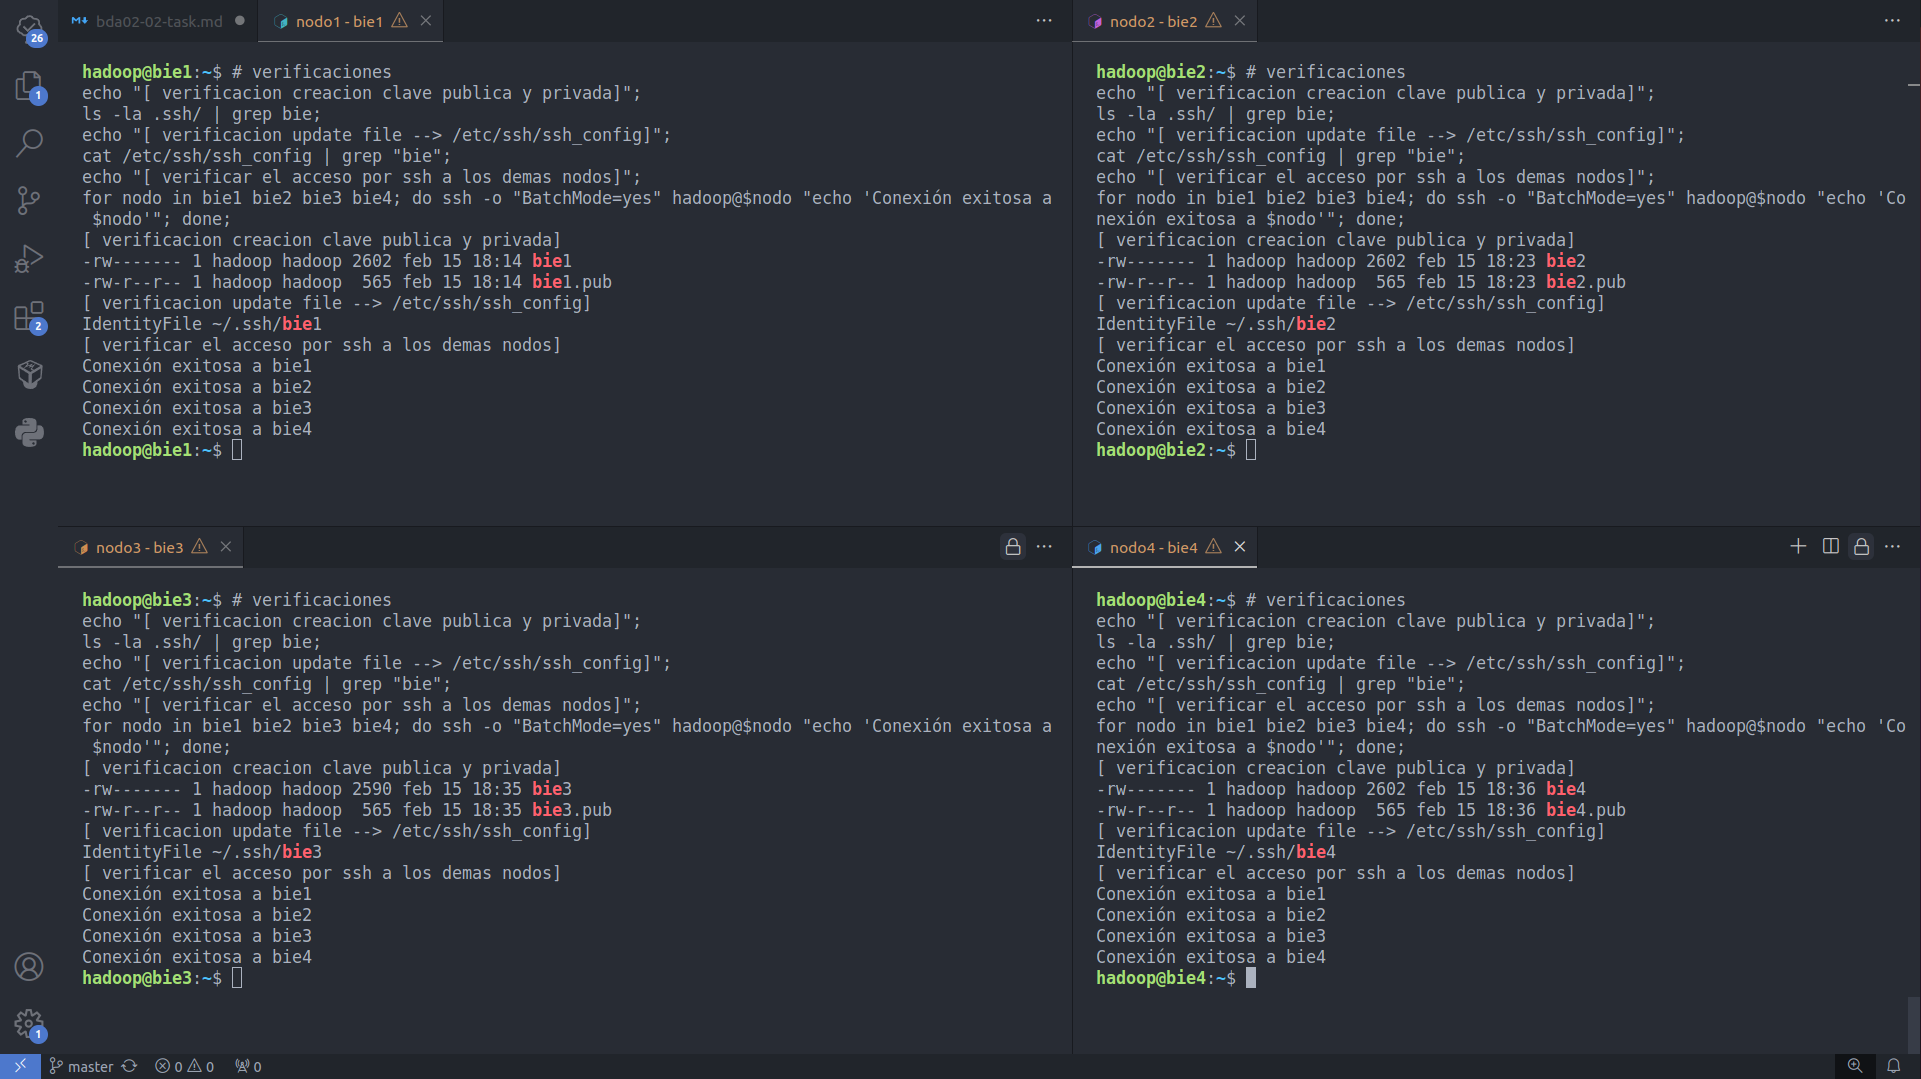 bda02-02-task.md
nodo1 - bie1
hadoop@bie1:~$ # verificaciones
echo "[ verificacion creacion clave publica y privada]";
ls -la .ssh/ | grep bie;
echo "[ verificacion update file --> /etc/ssh/ssh_config]";
cat /etc/ssh/ssh_config | grep "bie";
echo "[ verificar el acceso por ssh a los demas nodos]";
for nodo in bie1 bie2 bie3 bie4; do ssh -o "BatchMode=yes" hadoop@$nodo "echo 'Conexión exitosa a
 $nodo'"; done;
[ verificacion creacion clave publica y privada]
-rw------- 1 hadoop hadoop 2602 feb 15 18:14 bie1
-rw-r--r-- 1 hadoop hadoop  565 feb 15 18:14 bie1.pub
[ verificacion update file --> /etc/ssh/ssh_config]
IdentityFile ~/.ssh/bie1
[ verificar el acceso por ssh a los demas nodos]
Conexión exitosa a bie1
Conexión exitosa a bie2
Conexión exitosa a bie3
Conexión exitosa a bie4
hadoop@bie1:~$
nodo2 - bie2
hadoop@bie2:~$ # verificaciones
echo "[ verificacion creacion clave publica y privada]";
ls -la .ssh/ | grep bie;
echo "[ verificacion update file --> /etc/ssh/ssh_config]";
cat /etc/ssh/ssh_config | grep "bie";
echo "[ verificar el acceso por ssh a los demas nodos]";
for nodo in bie1 bie2 bie3 bie4; do ssh -o "BatchMode=yes" hadoop@$nodo "echo 'Co
nexión exitosa a $nodo'"; done;
[ verificacion creacion clave publica y privada]
-rw------- 1 hadoop hadoop 2602 feb 15 18:23 bie2
-rw-r--r-- 1 hadoop hadoop  565 feb 15 18:23 bie2.pub
[ verificacion update file --> /etc/ssh/ssh_config]
IdentityFile ~/.ssh/bie2
[ verificar el acceso por ssh a los demas nodos]
Conexión exitosa a bie1
Conexión exitosa a bie2
Conexión exitosa a bie3
Conexión exitosa a bie4
hadoop@bie2:~$
nodo3 - bie3
hadoop@bie3:~$ # verificaciones
echo "[ verificacion creacion clave publica y privada]";
ls -la .ssh/ | grep bie;
echo "[ verificacion update file --> /etc/ssh/ssh_config]";
cat /etc/ssh/ssh_config | grep "bie";
echo "[ verificar el acceso por ssh a los demas nodos]";
for nodo in bie1 bie2 bie3 bie4; do ssh -o "BatchMode=yes" hadoop@$nodo "echo 'Conexión exitosa a
 $nodo'"; done;
[ verificacion creacion clave publica y privada]
-rw------- 1 hadoop hadoop 2590 feb 15 18:35 bie3
-rw-r--r-- 1 hadoop hadoop  565 feb 15 18:35 bie3.pub
[ verificacion update file --> /etc/ssh/ssh_config]
IdentityFile ~/.ssh/bie3
[ verificar el acceso por ssh a los demas nodos]
Conexión exitosa a bie1
Conexión exitosa a bie2
Conexión exitosa a bie3
Conexión exitosa a bie4
hadoop@bie3:~$
nodo4 - bie4
hadoop@bie4:~$ # verificaciones
echo "[ verificacion creacion clave publica y privada]";
ls -la .ssh/ | grep bie;
echo "[ verificacion update file --> /etc/ssh/ssh_config]";
cat /etc/ssh/ssh_config | grep "bie";
echo "[ verificar el acceso por ssh a los demas nodos]";
for nodo in bie1 bie2 bie3 bie4; do ssh -o "BatchMode=yes" hadoop@$nodo "echo 'Co
nexión exitosa a $nodo'"; done;
[ verificacion creacion clave publica y privada]
-rw------- 1 hadoop hadoop 2602 feb 15 18:36 bie4
-rw-r--r-- 1 hadoop hadoop  565 feb 15 18:36 bie4.pub
[ verificacion update file --> /etc/ssh/ssh_config]
IdentityFile ~/.ssh/bie4
[ verificar el acceso por ssh a los demas nodos]
Conexión exitosa a bie1
Conexión exitosa a bie2
Conexión exitosa a bie3
Conexión exitosa a bie4
hadoop@bie4:~$
26
1
2
1
master 0 0 0